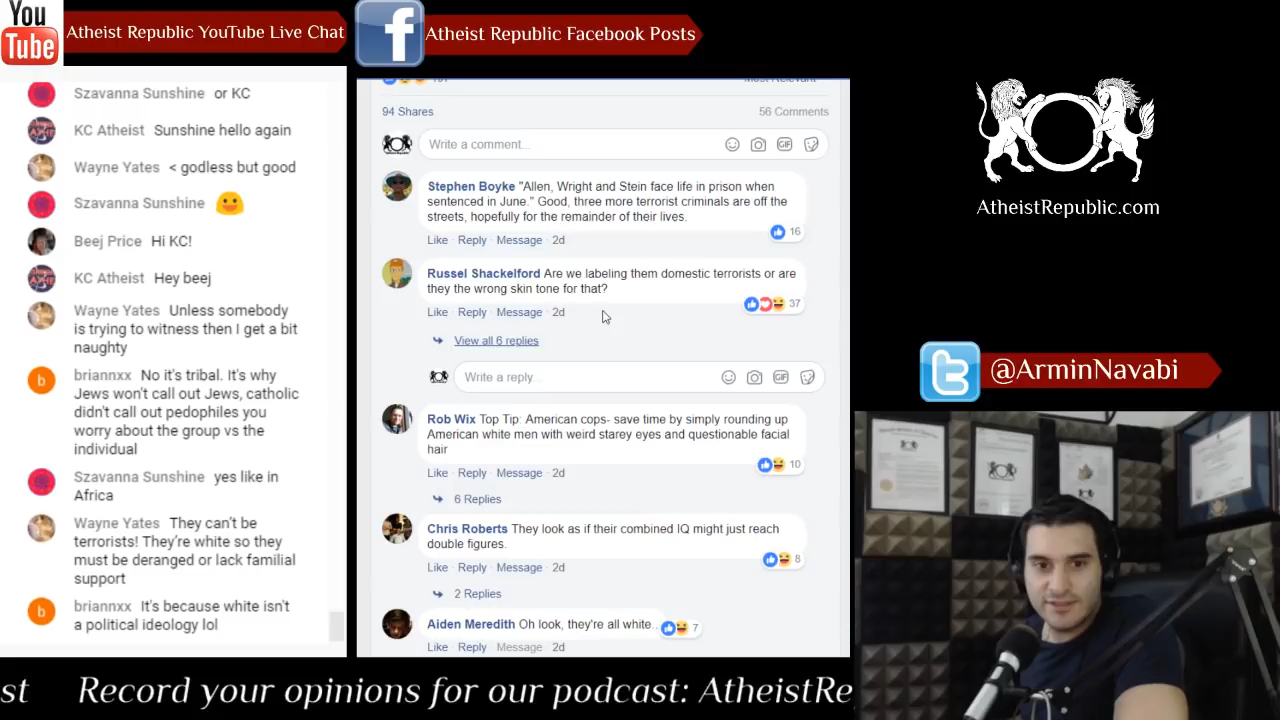 You
Tube
Atheist Republic YouTube Live Chat
f
Atheist Republic Facebook Posts
Szavanna Sunshine or KC
KC Atheist Sunshine hello again
Wayne Yates < godless but good
Szavanna Sunshine
Beej Price Hi KC!
KC Atheist Hey beej
Wayne Yates Unless somebody
is trying to witness then I get a bit
naughty
b
briannxx No it's tribal. It's why
Jews won't call out Jews, catholic
didn't call out pedophiles you
worry about the group vs the
individual
Szavanna Sunshine yes like in
Africa
Wayne Yates They can't be
terrorists! They're white so they
must be deranged or lack familial
support
b
briannxx It's because white isn't
a political ideology lol
Most Relevant
94 Shares 56 Comments
Write a comment... GIF
Stephen Boyke "Allen, Wright and Stein face life in prison when
sentenced in June." Good, three more terrorist criminals are off the
streets, hopefully for the remainder of their lives.
16
Like · Reply · Message · 2d
Russel Shackelford Are we labeling them domestic terrorists or are
they the wrong skin tone for that?
37
Like · Reply · Message · 2d
View all 6 replies
Write a reply... GIF
Rob Wix Top Tip: American cops- save time by simply rounding up
American white men with weird starey eyes and questionable facial
hair
10
Like · Reply · Message · 2d
6 Replies
Chris Roberts They look as if their combined IQ might just reach
double figures.
8
Like · Reply · Message · 2d
2 Replies
Aiden Meredith Oh look, they're all white..
7
Like · Reply · Message · 2d
AtheistRepublic.com
@ArminNavabi
st Record your opinions for our podcast: AtheistRe